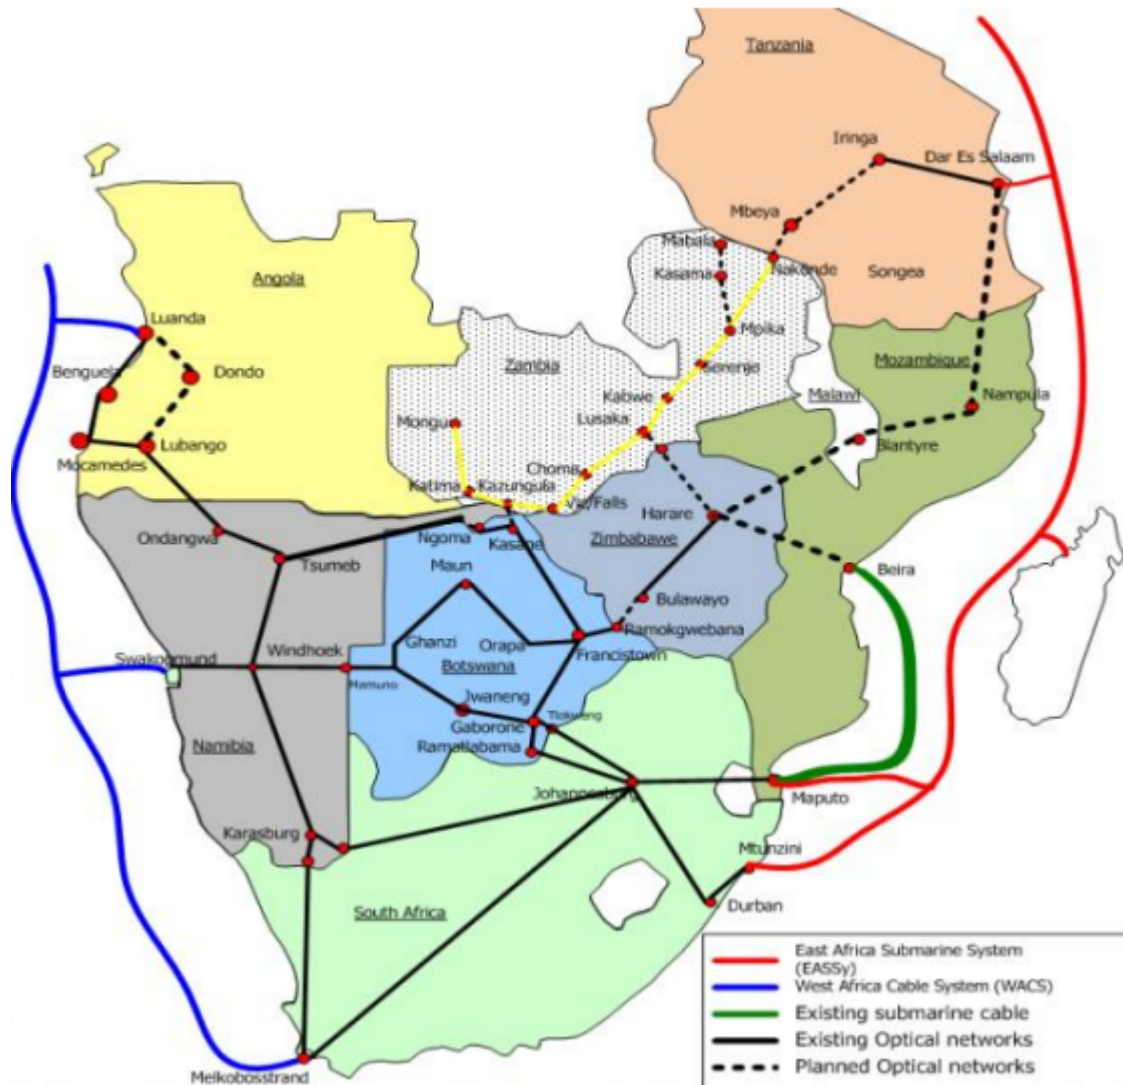 Tanzania
Iringa
Dar Es Salaam
Mbeya
Mabala
Kasama
Nakonde
Songea
Angola
Luanda
Benguela
Dondo
Mpika
Mozambique
Zambia
Serenje
Malawi
Kabwe
Nampula
Mongu
Lusaka
Blantyre
Lubango
Mocamedes
Choma
Katima
Kazungula
Vic/Falls
Harare
Ngoma
Kasane
Zimbabawe
Ondangwa
Tsumeb
Maun
Beira
Bulawayo
Ramokgwebana
Ghanzi
Orapa
Windhoek
Francistown
Swakopmund
Botswana
Mamuno
Jwaneng
Gaborone
Tlokweng
Ramatlabama
Namibia
Johannesburg
Maputo
Karasburg
Mtunzini
Durban
South Africa
East Africa Submarine System
(EASSy)
West Africa Cable System (WACS)
Existing submarine cable
Existing Optical networks
Planned Optical networks
Melkobosstrand